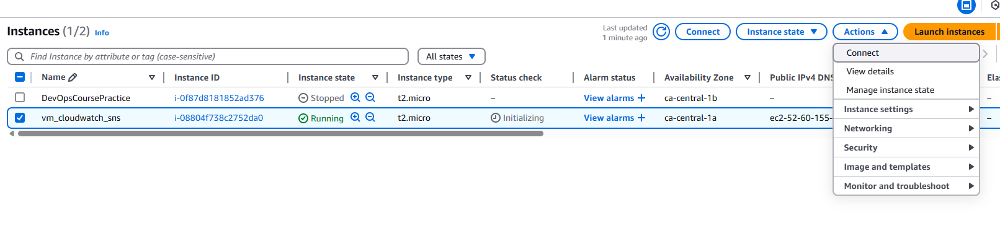 Instances (1/2) Info
Last updated
1 minute ago
Connect
Instance state
Actions
Launch instances
Find Instance by attribute or tag (case-sensitive)
All states
Connect
View details
Manage instance state
Instance settings
Networking
Security
Image and templates
Monitor and troubleshoot
Name Instance ID Instance state Instance type Status check Alarm status Availability Zone Public IPv4 DNS Elas
DevOpsCoursePractice i-0f87d8181852ad376 Stopped t2.micro – View alarms + ca-central-1b – –
vm_cloudwatch_sns i-08804f738c2752da0 Running t2.micro Initializing View alarms + ca-central-1a ec2-52-60-155- –